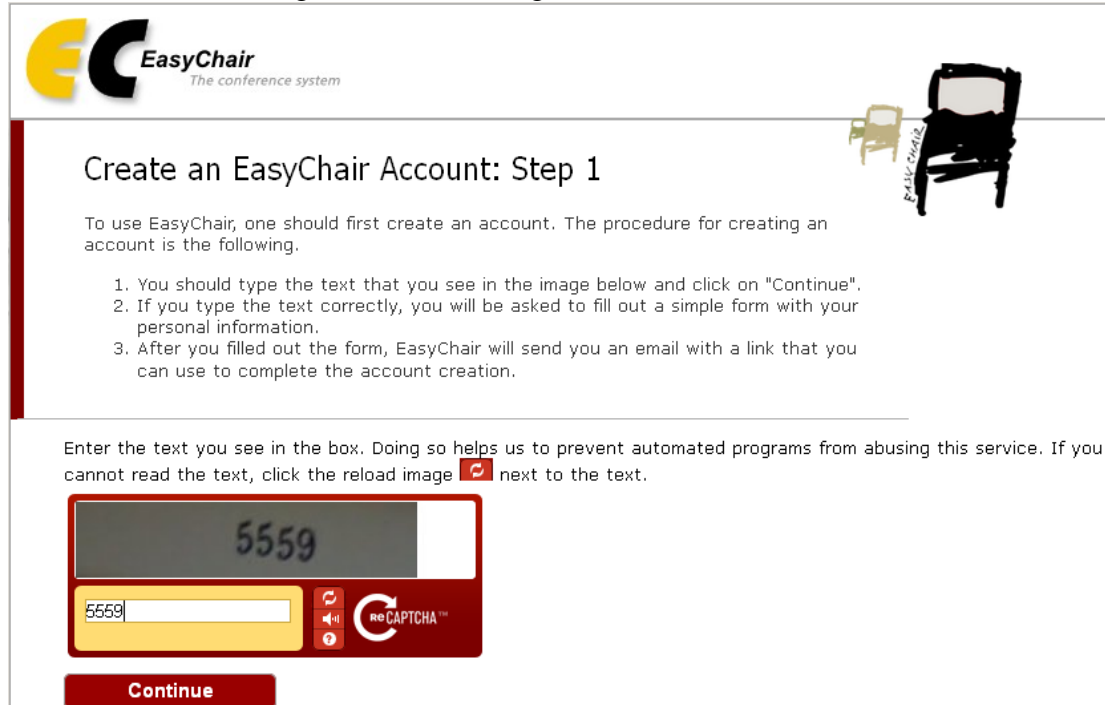 EC EasyChair
The conference system
EASY CHAIR
Create an EasyChair Account: Step 1
To use EasyChair, one should first create an account. The procedure for creating an
account is the following.
1. You should type the text that you see in the image below and click on "Continue".
2. If you type the text correctly, you will be asked to fill out a simple form with your
personal information.
3. After you filled out the form, EasyChair will send you an email with a link that you
can use to complete the account creation.
Enter the text you see in the box. Doing so helps us to prevent automated programs from abusing this service. If you
cannot read the text, click the reload image next to the text.
5559
5559
?
reCAPTCHA™
Continue